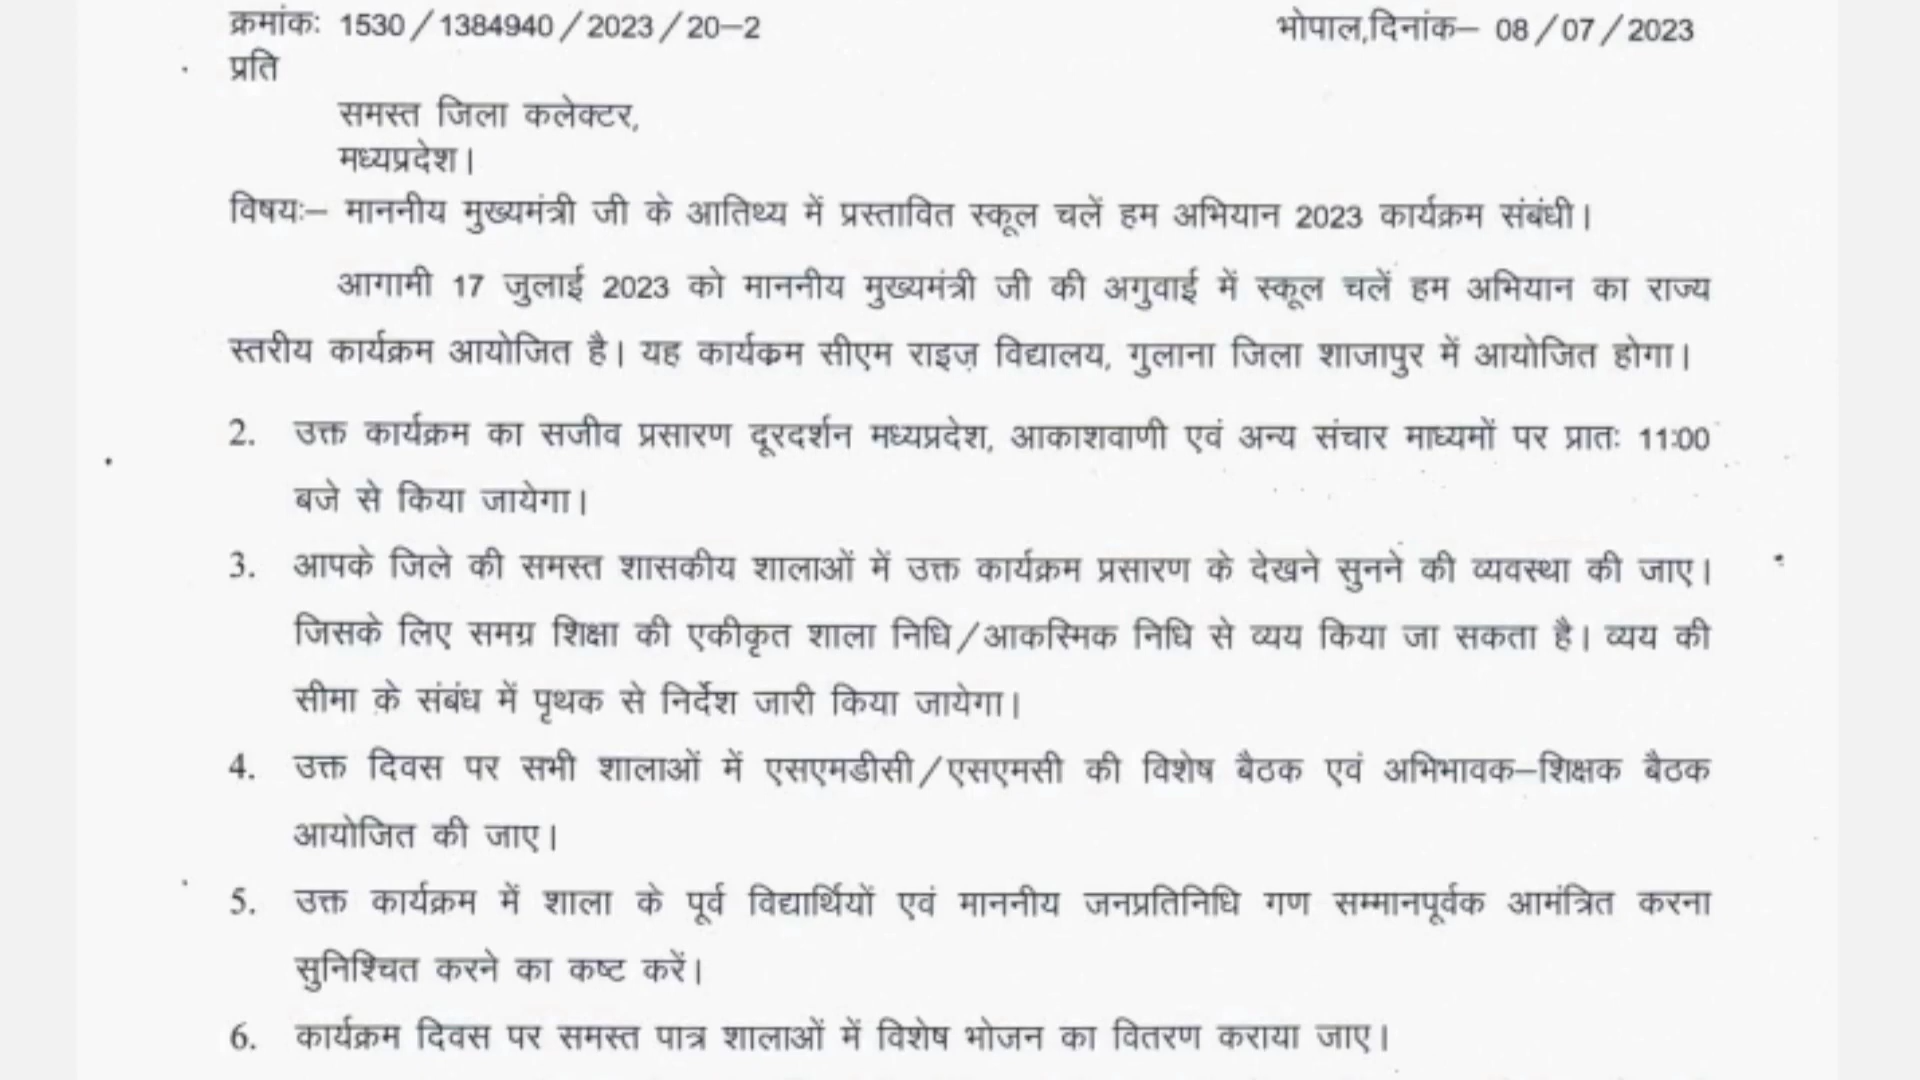 क्रमांकः 1530/1384940/2023/20–2 भोपाल,दिनांक– 08/07/2023
प्रति
समस्त जिला कलेक्टर,
मध्यप्रदेश।
विषयः– माननीय मुख्यमंत्री जी के आतिथ्य में प्रस्तावित स्कूल चलें हम अभियान 2023 कार्यक्रम संबंधी।
आगामी 17 जुलाई 2023 को माननीय मुख्यमंत्री जी की अगुवाई में स्कूल चलें हम अभियान का राज्य
स्तरीय कार्यक्रम आयोजित है। यह कार्यकम सीएम राइज़ विद्यालय, गुलाना जिला शाजापुर में आयोजित होगा।
2. उक्त कार्यक्रम का सजीव प्रसारण दूरदर्शन मध्यप्रदेश, आकाशवाणी एवं अन्य संचार माध्यमों पर प्रातः 11:00
बजे से किया जायेगा।
3. आपके जिले की समस्त शासकीय शालाओं में उक्त कार्यक्रम प्रसारण के देखने सुनने की व्यवस्था की जाए।
जिसके लिए समग्र शिक्षा की एकीकृत शाला निधि/आकस्मिक निधि से व्यय किया जा सकता है। व्यय की
सीमा के संबंध में पृथक से निर्देश जारी किया जायेगा।
4. उक्त दिवस पर सभी शालाओं में एसएमडीसी/एसएमसी की विशेष बैठक एवं अभिभावक–शिक्षक बैठक
आयोजित की जाए।
5. उक्त कार्यक्रम में शाला के पूर्व विद्यार्थियों एवं माननीय जनप्रतिनिधि गण सम्मानपूर्वक आमंत्रित करना
सुनिश्चित करने का कष्ट करें।
6. कार्यक्रम दिवस पर समस्त पात्र शालाओं में विशेष भोजन का वितरण कराया जाए।